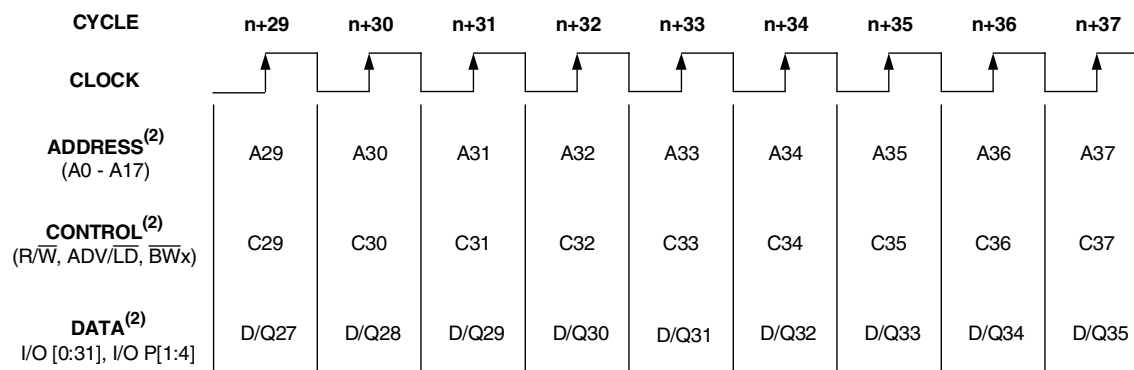 CYCLE n+29 n+30 n+31 n+32 n+33 n+34 n+35 n+36 n+37
CLOCK
ADDRESS(2) A29 A30 A31 A32 A33 A34 A35 A36 A37
(A0 - A17)
CONTROL(2) C29 C30 C31 C32 C33 C34 C35 C36 C37
(R/W̅, ADV/L̅D̅, B̅W̅x)
DATA(2) D/Q27 D/Q28 D/Q29 D/Q30 D/Q31 D/Q32 D/Q33 D/Q34 D/Q35
I/O [0:31], I/O P[1:4]